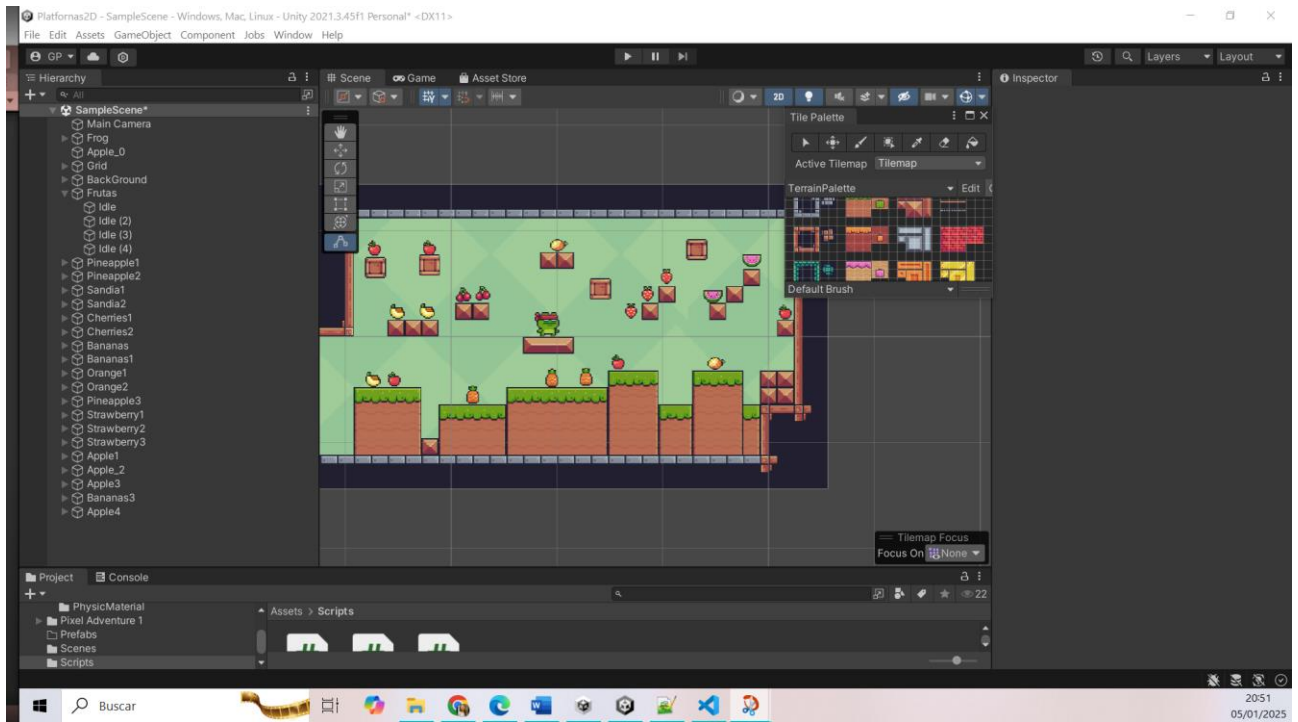 Platfornas2D - SampleScene - Windows, Mac, Linux - Unity 2021.3.45f1 Personal* <DX11>
File Edit Assets GameObject Component Jobs Window Help
GP Layers Layout
Hierarchy
All
SampleScene*
Main Camera
Frog
Apple_0
Grid
BackGround
Frutas
Idle
Idle (2)
Idle (3)
Idle (4)
Pineapple1
Pineapple2
Sandia1
Sandia2
Cherries1
Cherries2
Bananas
Bananas1
Orange1
Orange2
Pineapple3
Strawberry1
Strawberry2
Strawberry3
Apple1
Apple_2
Apple3
Bananas3
Apple4
Scene Game Asset Store
2D
Tile Palette
Active Tilemap Tilemap
TerrainPalette Edit
Default Brush
Tilemap Focus
Focus On None
Inspector
Project Console
22
PhysicMaterial
Pixel Adventure 1
Prefabs
Scenes
Scripts
Assets > Scripts
Buscar
20:51
05/01/2025